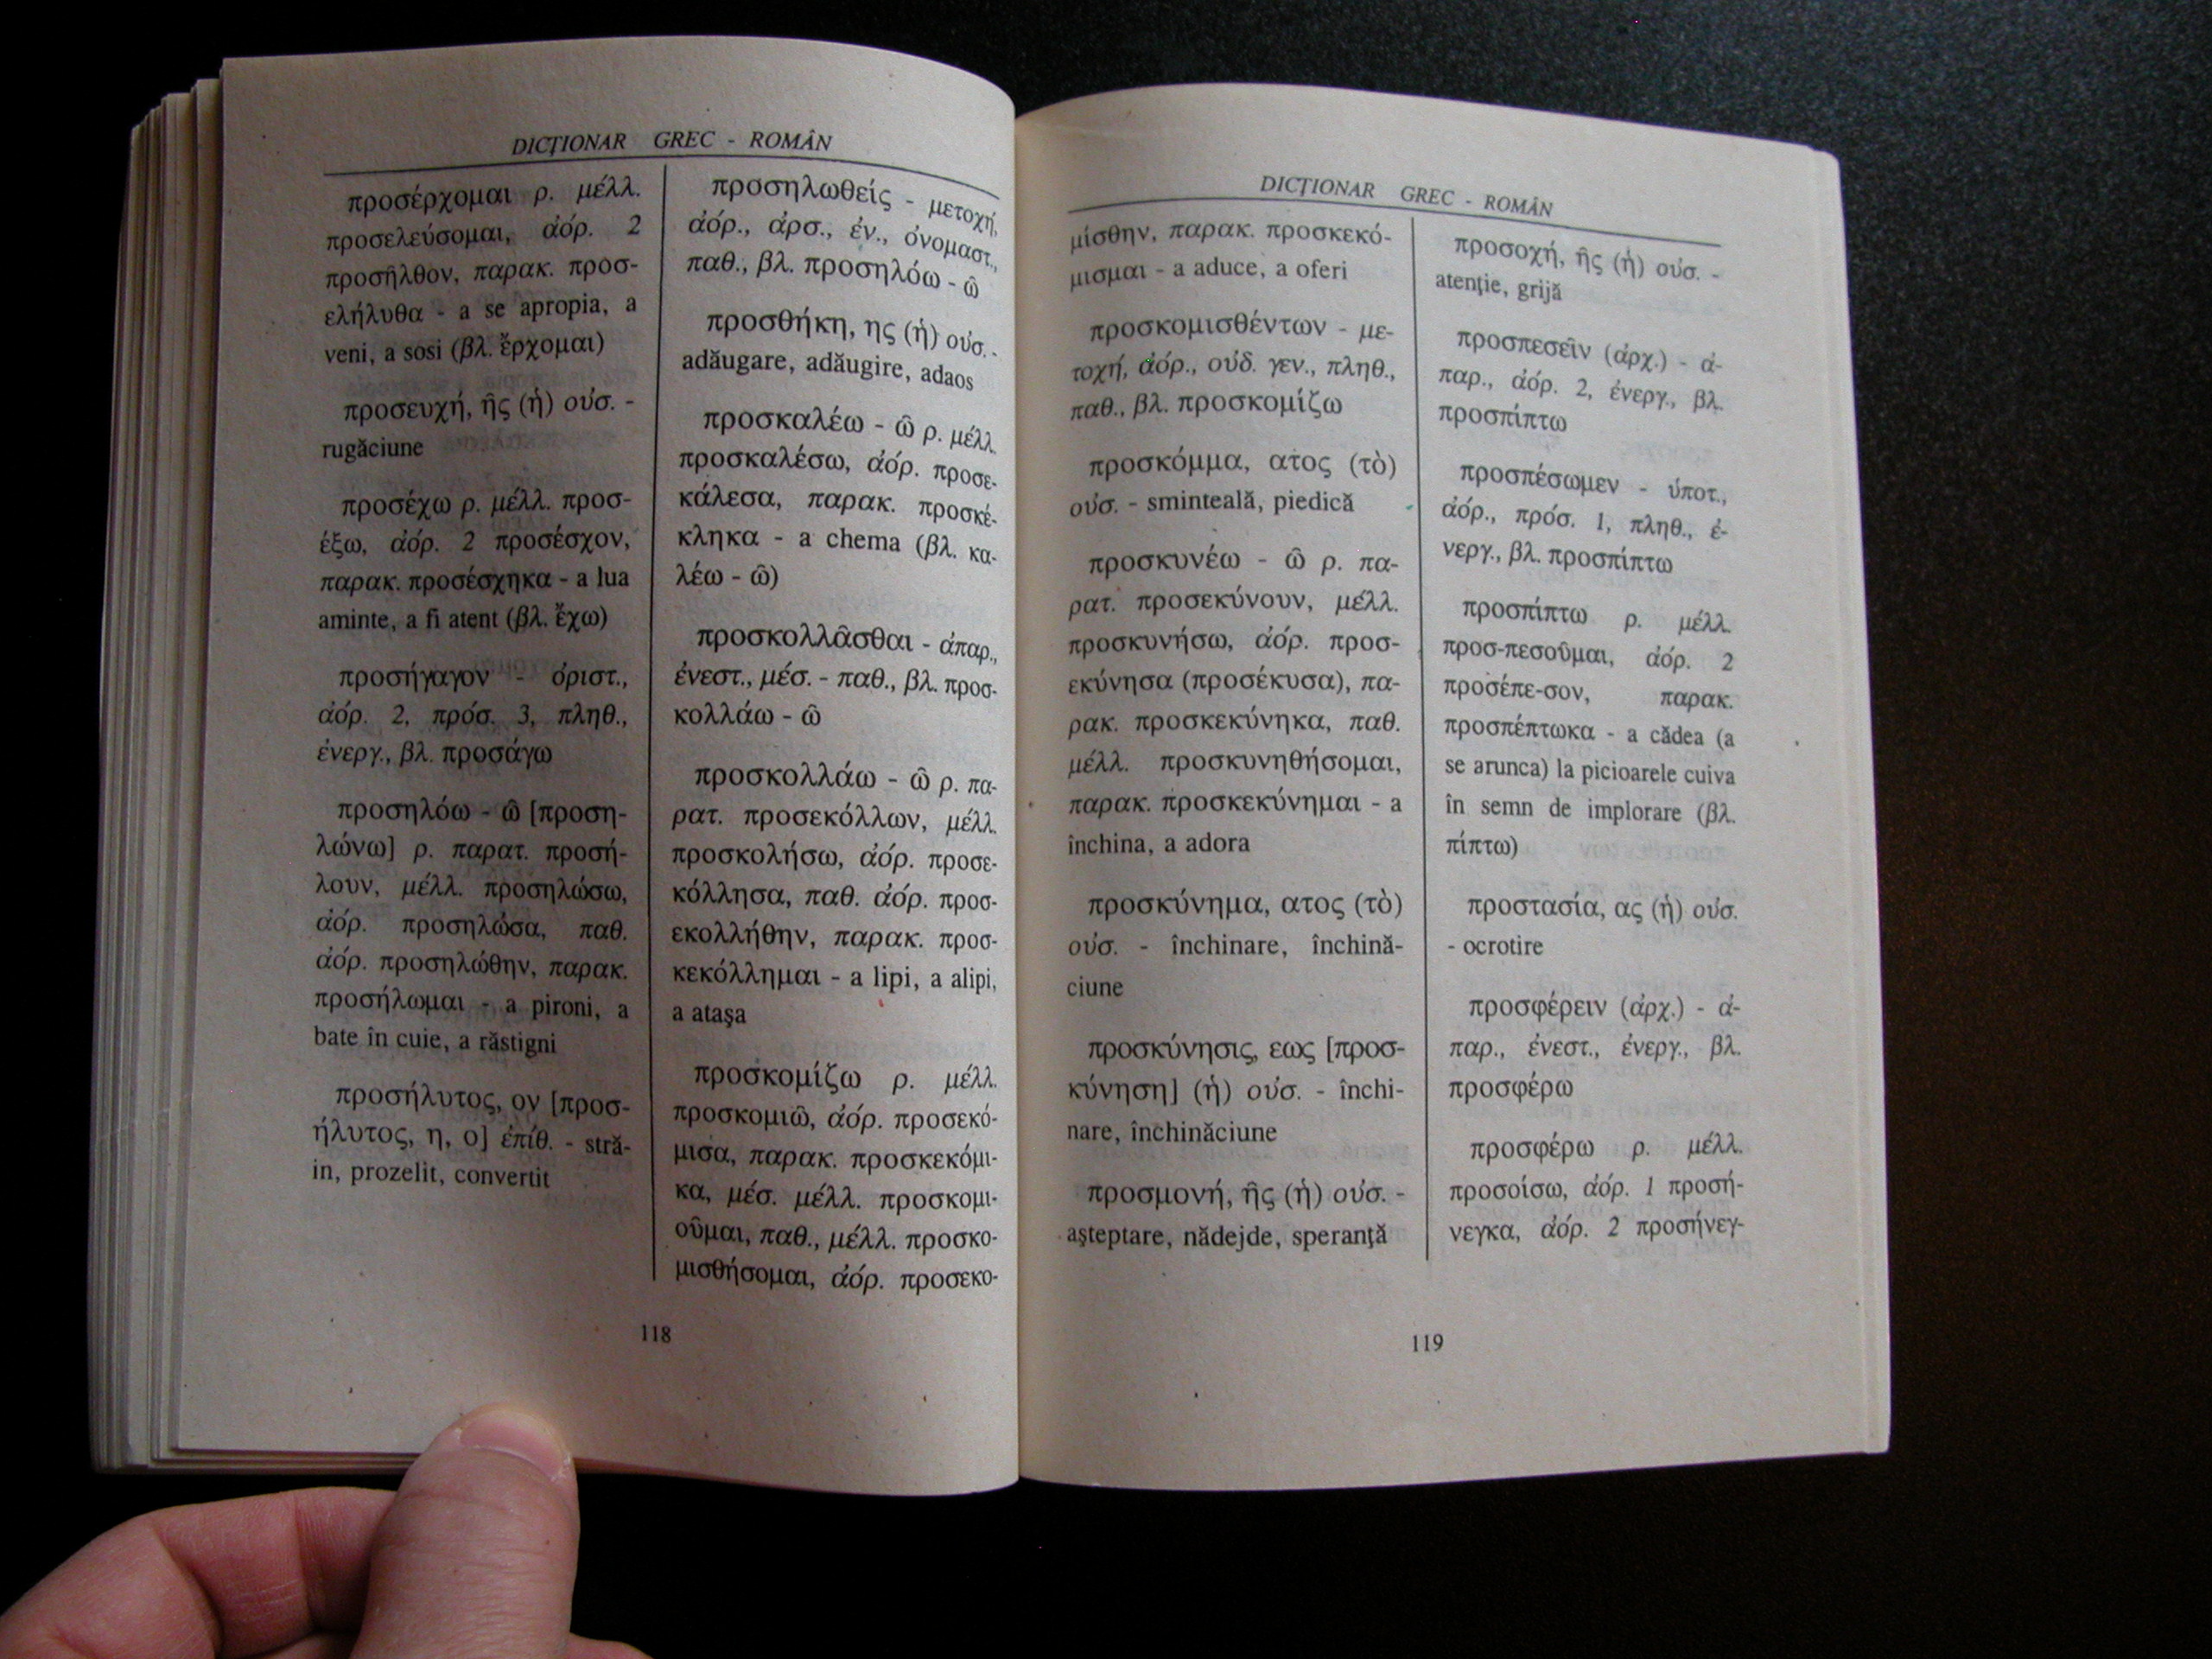 DICŢIONAR GREC - ROMÂN
προσέρχομαι ρ. μέλλ.
προσελεύσομαι, ἀόρ. 2
προσῆλθον, παρακ. προσ-
ελήλυθα - a se apropia, a
veni, a sosi (βλ. ἔρχομαι)
προσευχή, ῆς (ἡ) οὐσ. -
rugăciune
προσέχω ρ. μέλλ. προσ-
έξω, ἀόρ. 2 προσέσχον,
παρακ. προσέσχηκα - a lua
aminte, a fi atent (βλ. ἔχω)
προσήγαγον - ὁριστ.,
ἀόρ. 2, πρόσ. 3, πληθ.,
ἐνεργ., βλ. προσάγω
προσηλόω - ῶ [προση-
λώνω] ρ. παρατ. προσή-
λουν, μέλλ. προσηλώσω,
ἀόρ. προσηλώσα, παθ.
ἀόρ. προσηλώθην, παρακ.
προσήλωμαι - a pironi, a
bate în cuie, a răstigni
προσήλυτος, ον [προσ-
ήλυτος, η, ο] ἐπίθ. - stră-
in, prozelit, convertit
προσηλωθείς - μετοχή,
ἀόρ., ἀρσ., ἐν., ὀνομαστ.,
παθ., βλ. προσηλόω - ῶ
προσθήκη, ης (ἡ) οὐσ. -
adăugare, adăugire, adaos
προσκαλέω - ῶ ρ. μέλλ.
προσκαλέσω, ἀόρ. προσε-
κάλεσα, παρακ. προσκέ-
κληκα - a chema (βλ. κα-
λέω - ῶ)
προσκολλᾶσθαι - ἀπαρ.,
ἐνεστ., μέσ. - παθ., βλ. προσ-
κολλάω - ῶ
προσκολλάω - ῶ ρ. πα-
ρατ. προσεκόλλων, μέλλ.
προσκολήσω, ἀόρ. προσε-
κόλλησα, παθ. ἀόρ. προσ-
εκολλήθην, παρακ. προσ-
κεκόλλημαι - a lipi, a alipi,
a ataşa
προσκομίζω ρ. μέλλ.
προσκομιῶ, ἀόρ. προσεκό-
μισα, παρακ. προσκεκόμι-
κα, μέσ. μέλλ. προσκομι-
οῦμαι, παθ., μέλλ. προσκο-
μισθήσομαι, ἀόρ. προσεκο-
118
DICŢIONAR GREC - ROMÂN
μίσθην, παρακ. προσκεκό-
μισμαι - a aduce, a oferi
προσκομισθέντων - με-
τοχή, ἀόρ., οὐδ. γεν., πληθ.,
παθ., βλ. προσκομίζω
προσκόμμα, ατος (τὸ)
οὐσ. - sminteală, piedică
προσκυνέω - ῶ ρ. πα-
ρατ. προσεκύνουν, μέλλ.
προσκυνήσω, ἀόρ. προσ-
εκύνησα (προσέκυσα), πα-
ρακ. προσκεκύνηκα, παθ.
μέλλ. προσκυνηθήσομαι,
παρακ. προσκεκύνημαι - a
închina, a adora
προσκύνημα, ατος (τὸ)
οὐσ. - închinare, închină-
ciune
προσκύνησις, εως [προσ-
κύνηση] (ἡ) οὐσ. - închi-
nare, închinăciune
προσμονή, ῆς (ἡ) οὐσ. -
aşteptare, nădejde, speranţă
προσοχή, ῆς (ἡ) οὐσ. -
atenţie, grijă
προσπεσεῖν (ἀρχ.) - ἀ-
παρ., ἀόρ. 2, ἐνεργ., βλ.
προσπίπτω
προσπέσωμεν - ὑποτ.,
ἀόρ., πρόσ. 1, πληθ., ἐ-
νεργ., βλ. προσπίπτω
προσπίπτω ρ. μέλλ.
προσ-πεσοῦμαι, ἀόρ. 2
προσέπε-σον, παρακ.
προσπέπτωκα - a cădea (a
se arunca) la picioarele cuiva
în semn de implorare (βλ.
πίπτω)
προστασία, ας (ἡ) οὐσ.
- ocrotire
προσφέρειν (ἀρχ.) - ἀ-
παρ., ἐνεστ., ἐνεργ., βλ.
προσφέρω
προσφέρω ρ. μέλλ.
προσοίσω, ἀόρ. 1 προσή-
νεγκα, ἀόρ. 2 προσήνεγ-
119